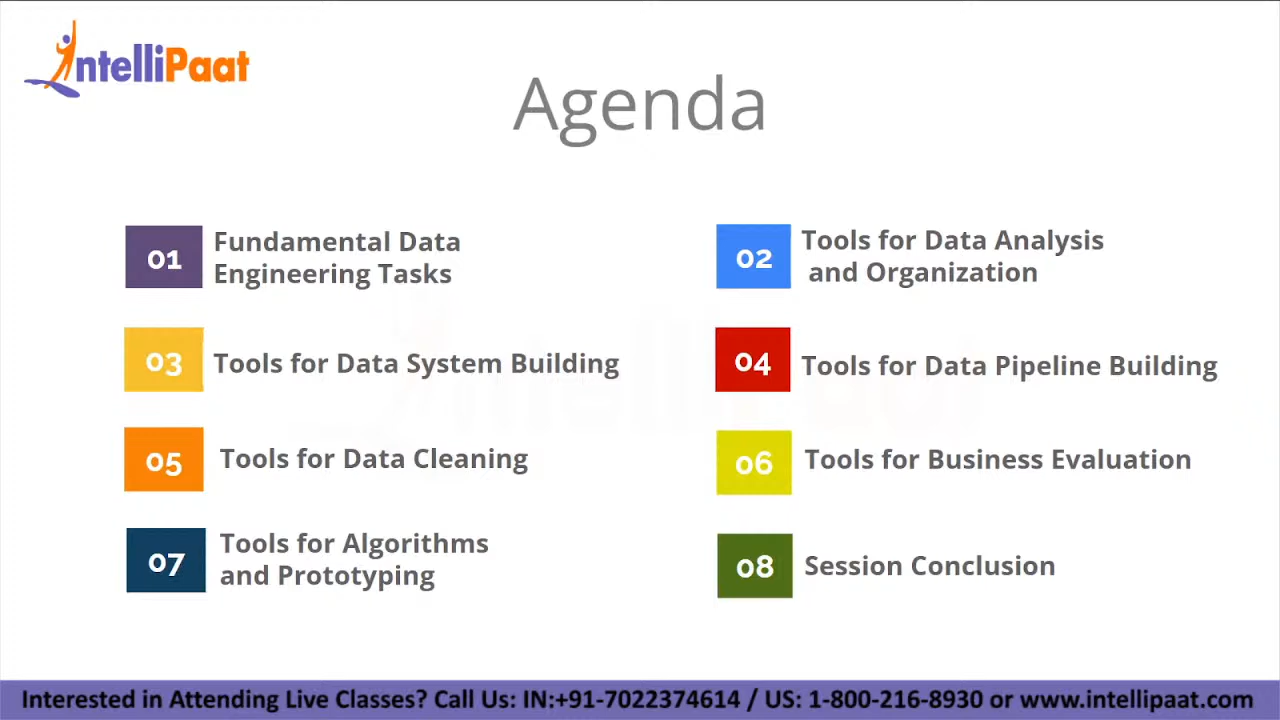 IntelliPaat
Agenda
01
Fundamental Data
Engineering Tasks
02
Tools for Data Analysis
and Organization
03
Tools for Data System Building
04
Tools for Data Pipeline Building
05
Tools for Data Cleaning
06
Tools for Business Evaluation
07
Tools for Algorithms
and Prototyping
08
Session Conclusion
Interested in Attending Live Classes? Call Us: IN:+91-7022374614 / US: 1-800-216-8930 or www.intellipaat.com